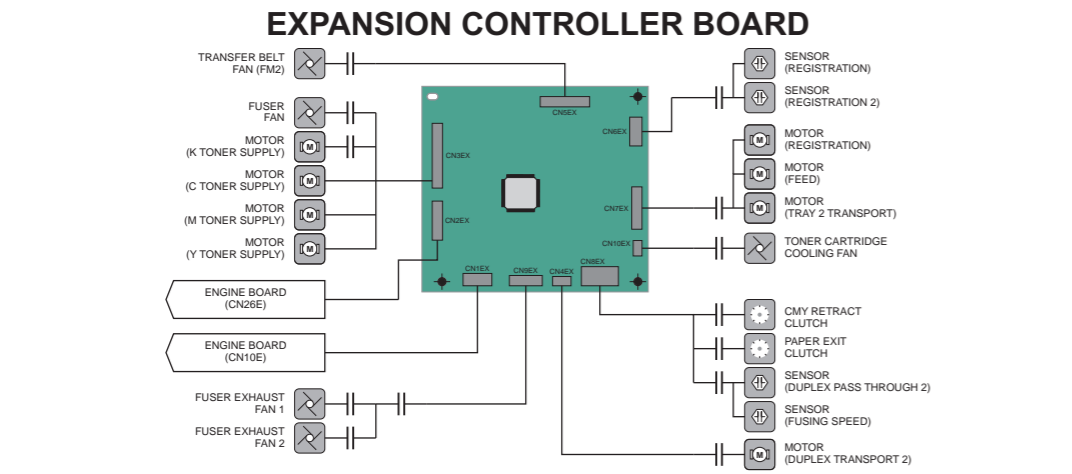 EXPANSION CONTROLLER BOARD
TRANSFER BELT
FAN (FM2)
FUSER
FAN
MOTOR
(K TONER SUPPLY)
MOTOR
(C TONER SUPPLY)
MOTOR
(M TONER SUPPLY)
MOTOR
(Y TONER SUPPLY)
ENGINE BOARD
(CN26E)
ENGINE BOARD
(CN10E)
FUSER EXHAUST
FAN 1
FUSER EXHAUST
FAN 2
M
M
M
M
CN5EX
CN6EX
CN3EX
CN7EX
CN2EX
CN10EX
CN8EX
CN1EX
CN9EX
CN4EX
SENSOR
(REGISTRATION)
SENSOR
(REGISTRATION 2)
M
MOTOR
(REGISTRATION)
M
MOTOR
(FEED)
M
MOTOR
(TRAY 2 TRANSPORT)
TONER CARTRIDGE
COOLING FAN
CMY RETRACT
CLUTCH
PAPER EXIT
CLUTCH
SENSOR
(DUPLEX PASS THROUGH 2)
SENSOR
(FUSING SPEED)
M
MOTOR
(DUPLEX TRANSPORT 2)